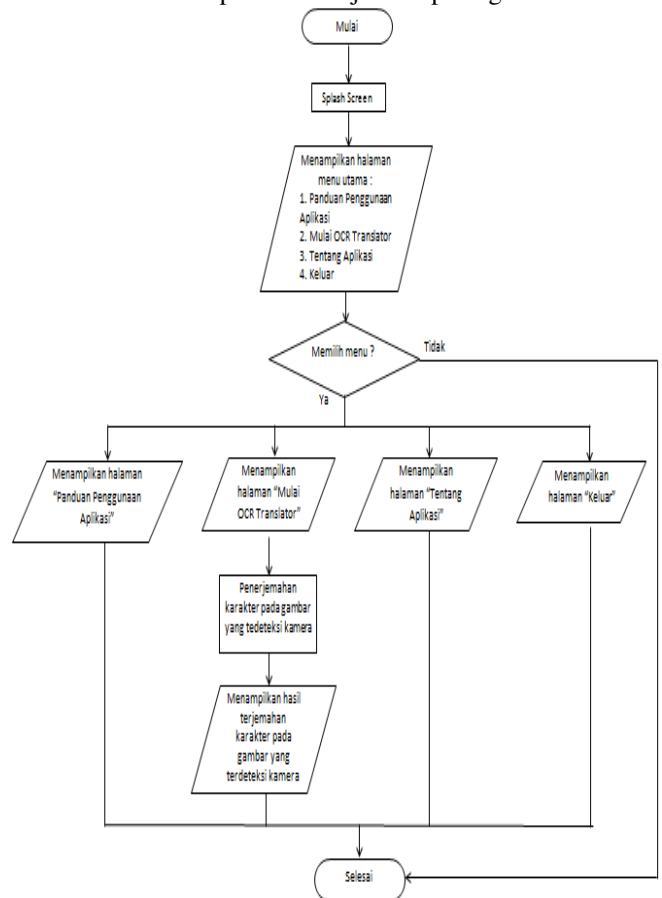 Mulai
Splash Screen
Menampilkan halaman
menu utama :
1. Panduan Penggunaan
Aplikasi
2. Mulai OCR Translator
3. Tentang Aplikasi
4. Keluar
Memilih menu ?
Tidak
Ya
Menampilkan halaman
“Panduan Penggunaan
Aplikasi”
Menampilkan
halaman “Mulai
OCR Translator”
Menampilkan
halaman “Tentang
Aplikasi”
Menampilkan
halaman “Keluar”
Penerjemahan
karakter pada gambar
yang tedeteksi kamera
Menampilkan hasil
terjemahan
karakter pada
gambar yang
terdeteksi kamera
Selesai